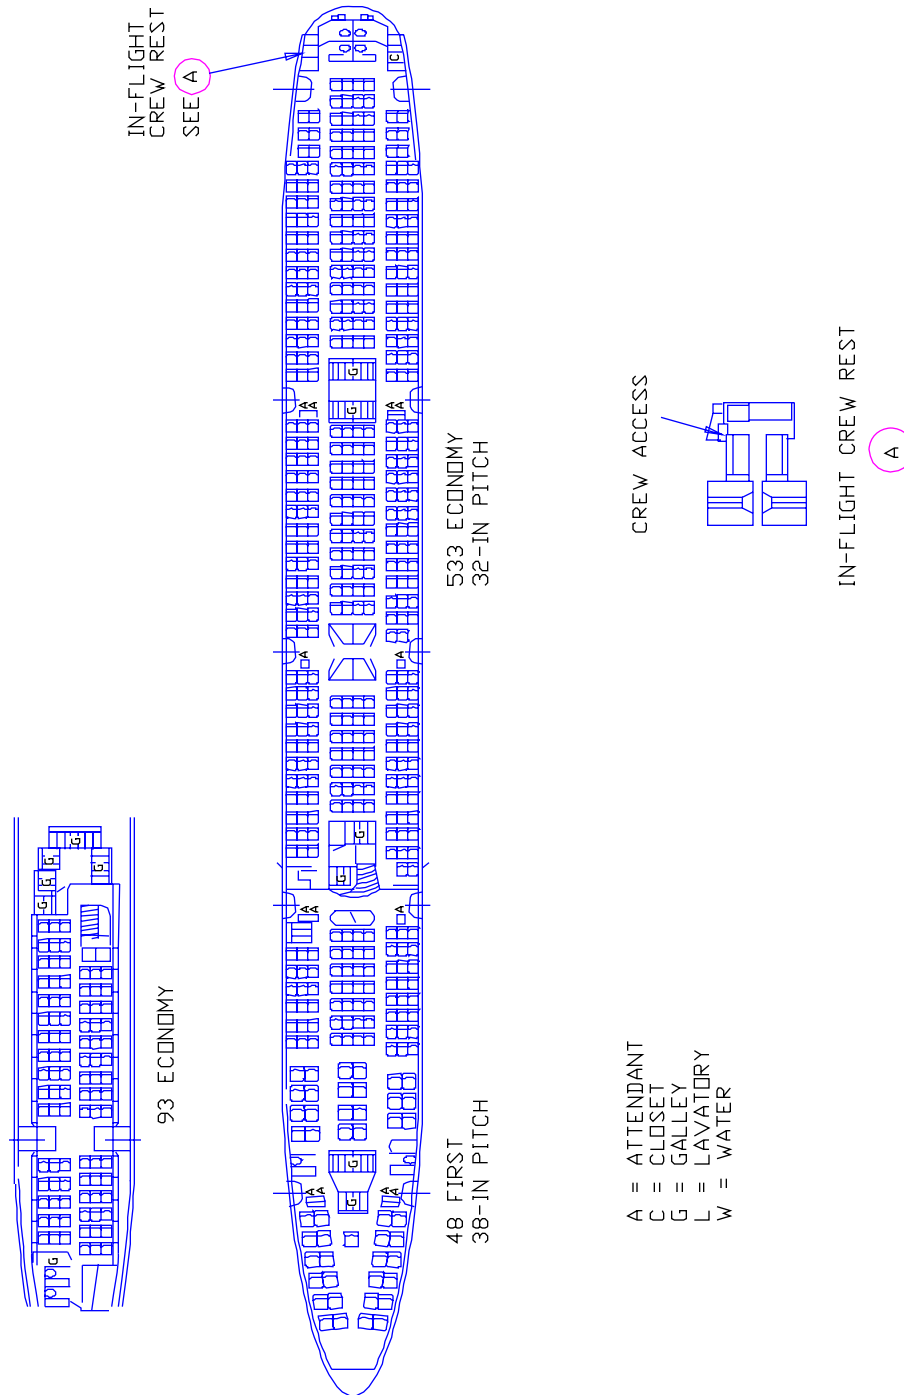 G
G
G
G
G
G
93 ECONOMY
IN-FLIGHT
CREW REST
SEE A
A
A
G
G
A
A
A
A
G
G
A
A
A
A
A
G
G
A
A
C
48 FIRST
38-IN PITCH
533 ECONOMY
32-IN PITCH
A = ATTENDANT
C = CLOSET
G = GALLEY
L = LAVATORY
W = WATER
CREW ACCESS
IN-FLIGHT CREW REST
A